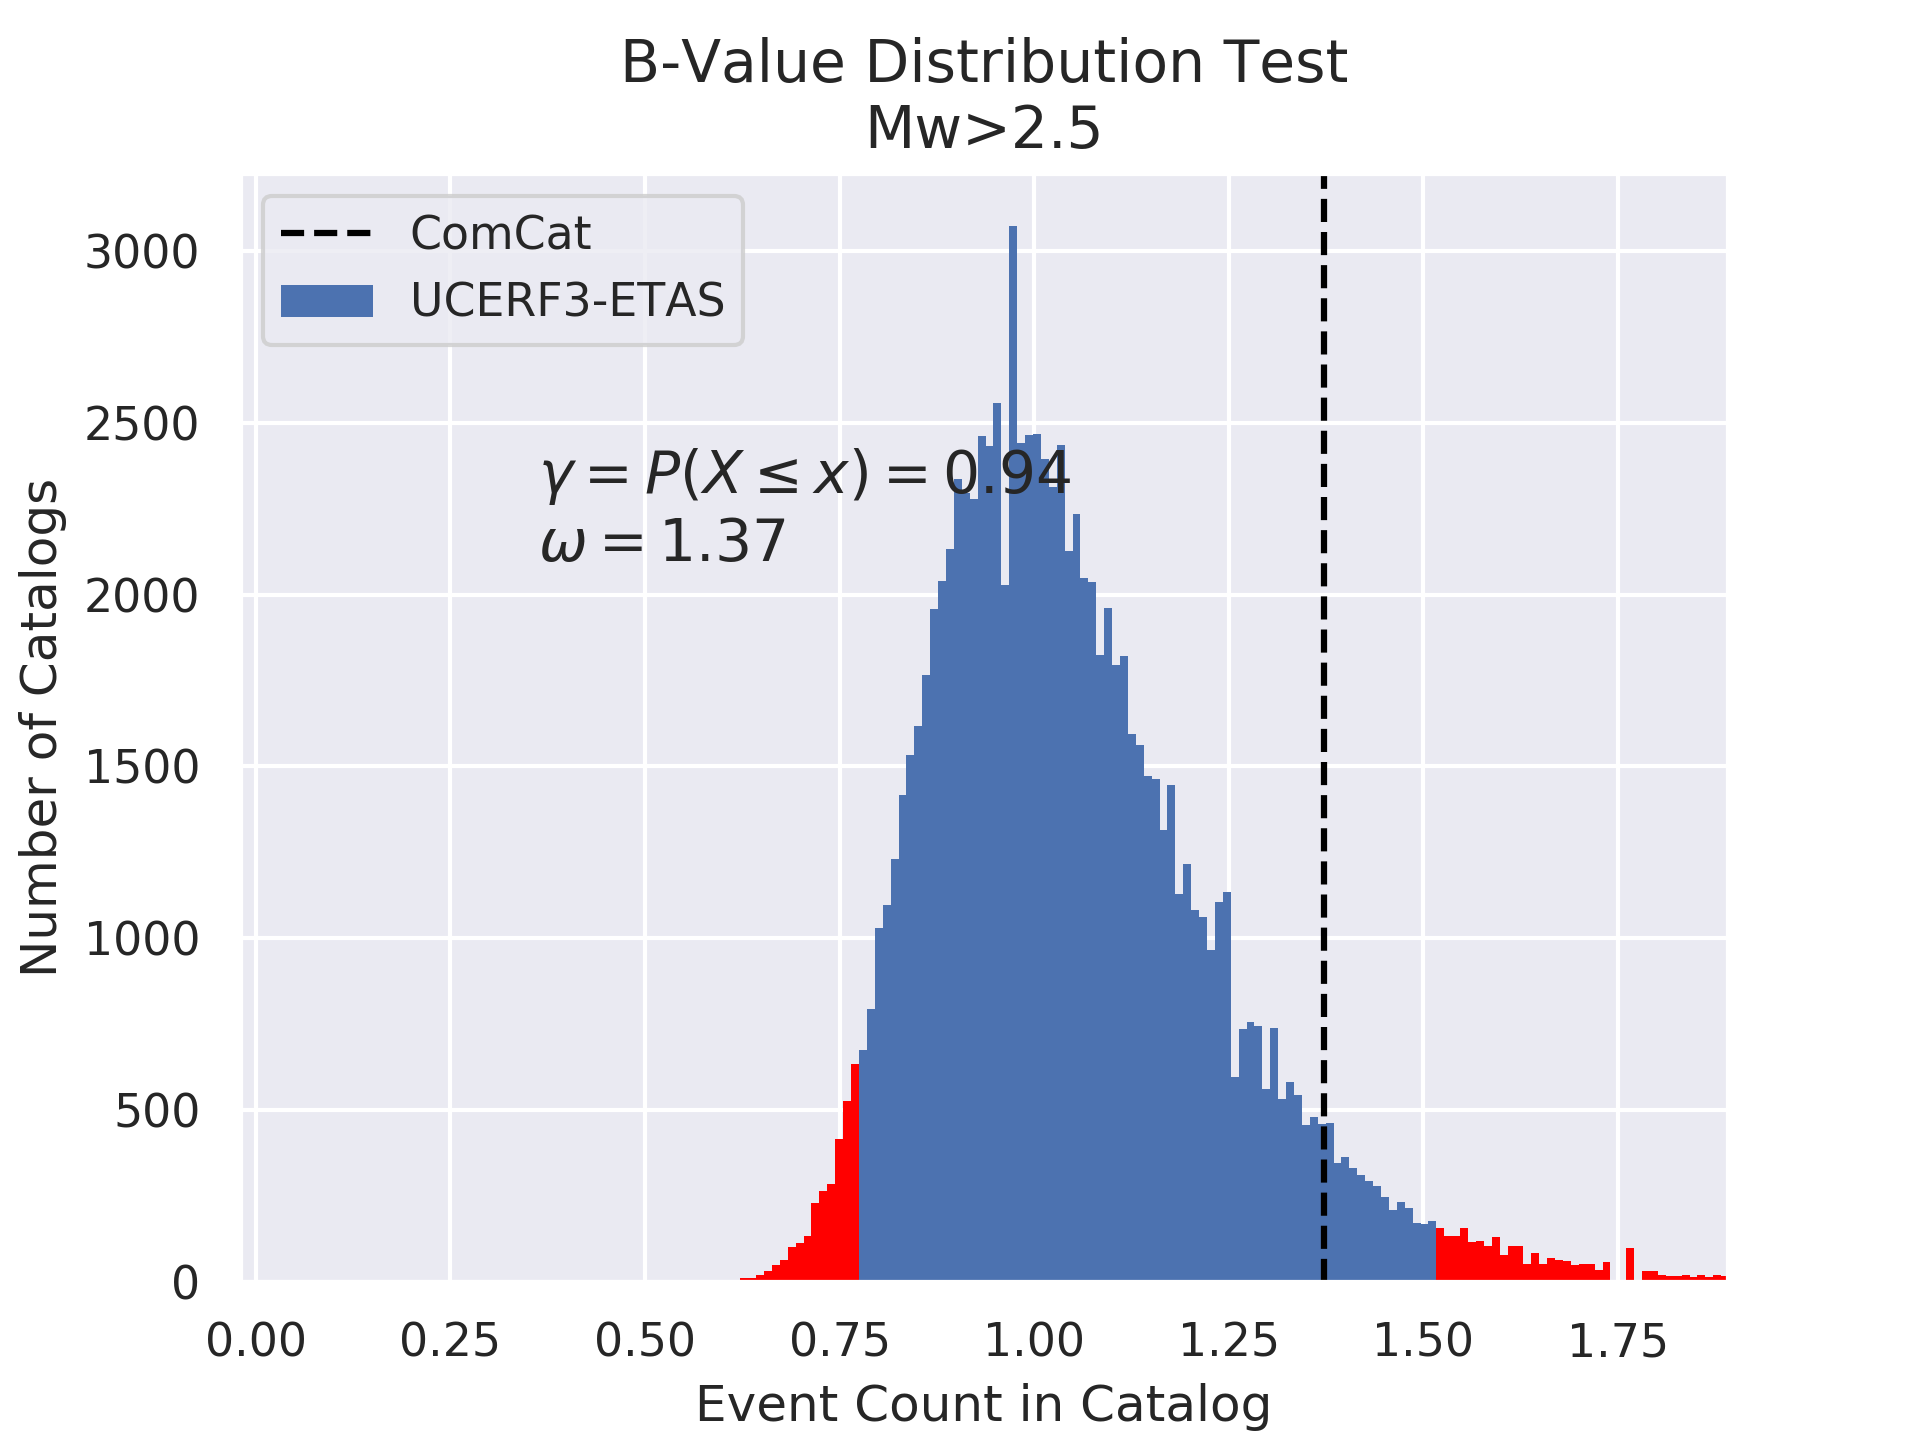 B-Value Distribution Test
Mw>2.5
ComCat
UCERF3-ETAS
γ = P(X ≤ x) = 0.94
ω = 1.37
3000
2500
2000
1500
1000
500
0
Number of Catalogs
0.00 0.25 0.50 0.75 1.00 1.25 1.50 1.75
Event Count in Catalog